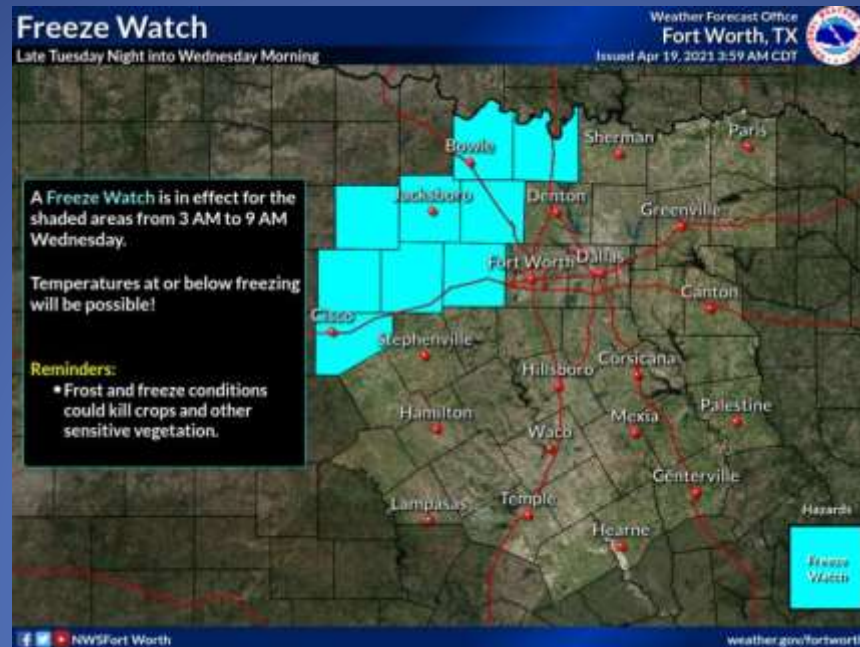 Freeze Watch
Late Tuesday Night into Wednesday Morning
Weather Forecast Office
Fort Worth, TX
Issued Apr 19, 2021 3:59 AM CDT
A Freeze Watch is in effect for the
shaded areas from 3 AM to 9 AM
Wednesday.
Temperatures at or below freezing
will be possible!
Reminders:
• Frost and freeze conditions
could kill crops and other
sensitive vegetation.
Bowie
Sherman
Paris
Jacksboro
Denton
Greenville
Fort Worth
Dallas
Canton
Cisco
Stephenville
Hillsboro
Corsicana
Hamilton
Mexia
Palestine
Waco
Centerville
Lampasas
Temple
Hearne
Hazards
Freeze
Watch
NWSFort Worth
weather.gov/fortworth